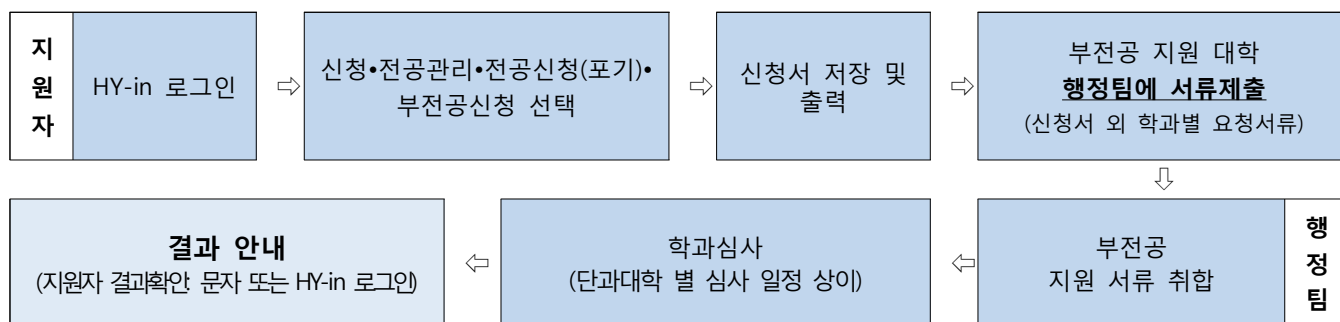 지
원
자
HY-in 로그인
⇨
신청•전공관리•전공신청(포기)•
부전공신청 선택
⇨
신청서 저장 및
출력
⇨
부전공 지원 대학
행정팀에 서류제출
(신청서 외 학과별 요청서류)
⇩
행
정
팀
부전공
지원 서류 취합
⇦
학과심사
(단과대학 별 심사 일정 상이)
⇦
결과 안내
(지원자 결과확인: 문자 또는 HY-in 로그인)